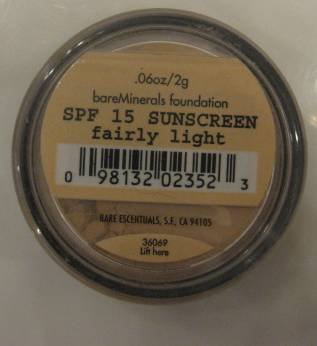 .06oz/2g
bareMinerals foundation
SPF 15 SUNSCREEN
fairly light
0 98132 02352 3
BARE ESCENTUALS, S.F., CA 94105
36069
Lift here